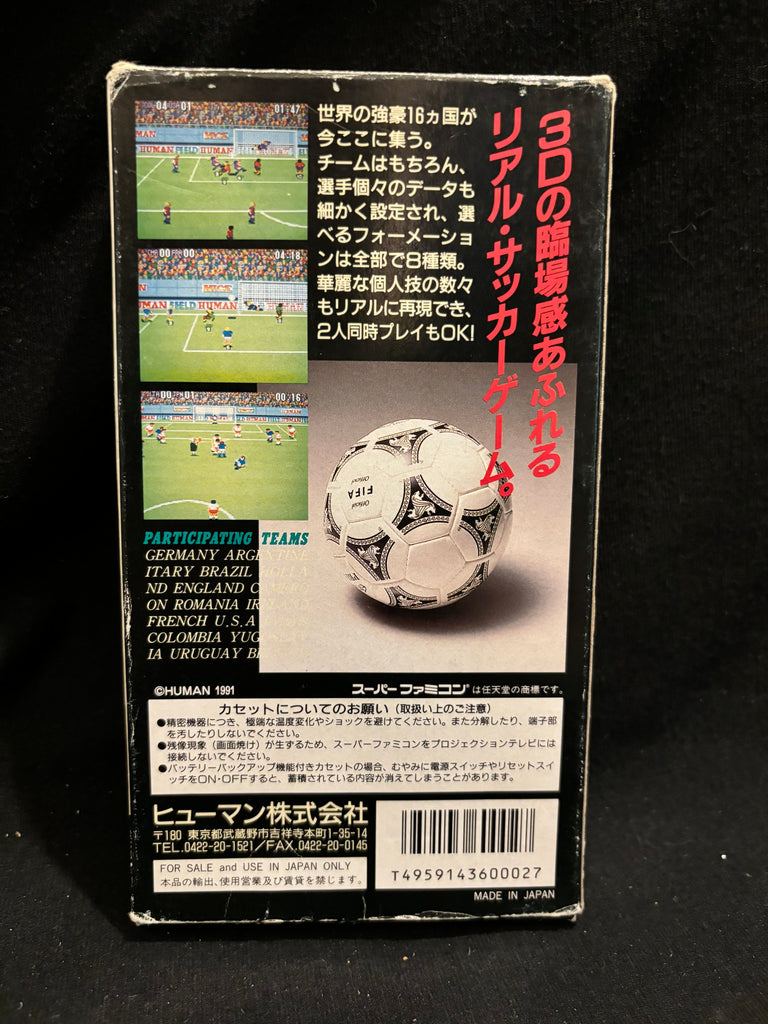 3Dの臨場感あふれる
リアル・サッカーゲーム。
世界の強豪16ヵ国が
今ここに集う。
チームはもちろん、
選手個々のデータも
細かく設定され、選
べるフォーメーショ
ンは全部で8種類。
華麗な個人技の数々
もリアルに再現でき、
2人同時プレイもOK!
04 01 01:47
HUMAN FIELD HUMAN
00 00 04:18
HUMAN FIELD HUMAN
00 01 00:16
Official
FIFA
Official
PARTICIPATING TEAMS
GERMANY ARGENTINE
ITARY BRAZIL HOLLA
ND ENGLAND CAMERO
ON ROMANIA IRELAND
FRENCH U.S.A
COLOMBIA YUGOSLAV
IA URUGUAY
©HUMAN 1991
スーパーファミコン®は任天堂の商標です。
カセットについてのお願い(取扱い上のご注意)
●精密機器につき、極端な温度変化やショックを避けてください。また分解したり、端子部
を汚したりしないでください。
●残像現象(画面焼け)が生ずるため、スーパーファミコンをプロジェクションテレビには
接続しないでください。
●バッテリーバックアップ機能付きカセットの場合、むやみに電源スイッチやリセットスイ
ッチをON・OFFすると、蓄積されている内容が消えてしまうことがあります。
ヒューマン株式会社
〒180 東京都武蔵野市吉祥寺本町1-35-14
TEL.0422-20-1521/FAX.0422-20-0145
FOR SALE and USE IN JAPAN ONLY
本品の輸出、使用営業及び賃貸を禁じます。
T4959143600027
MADE IN JAPAN